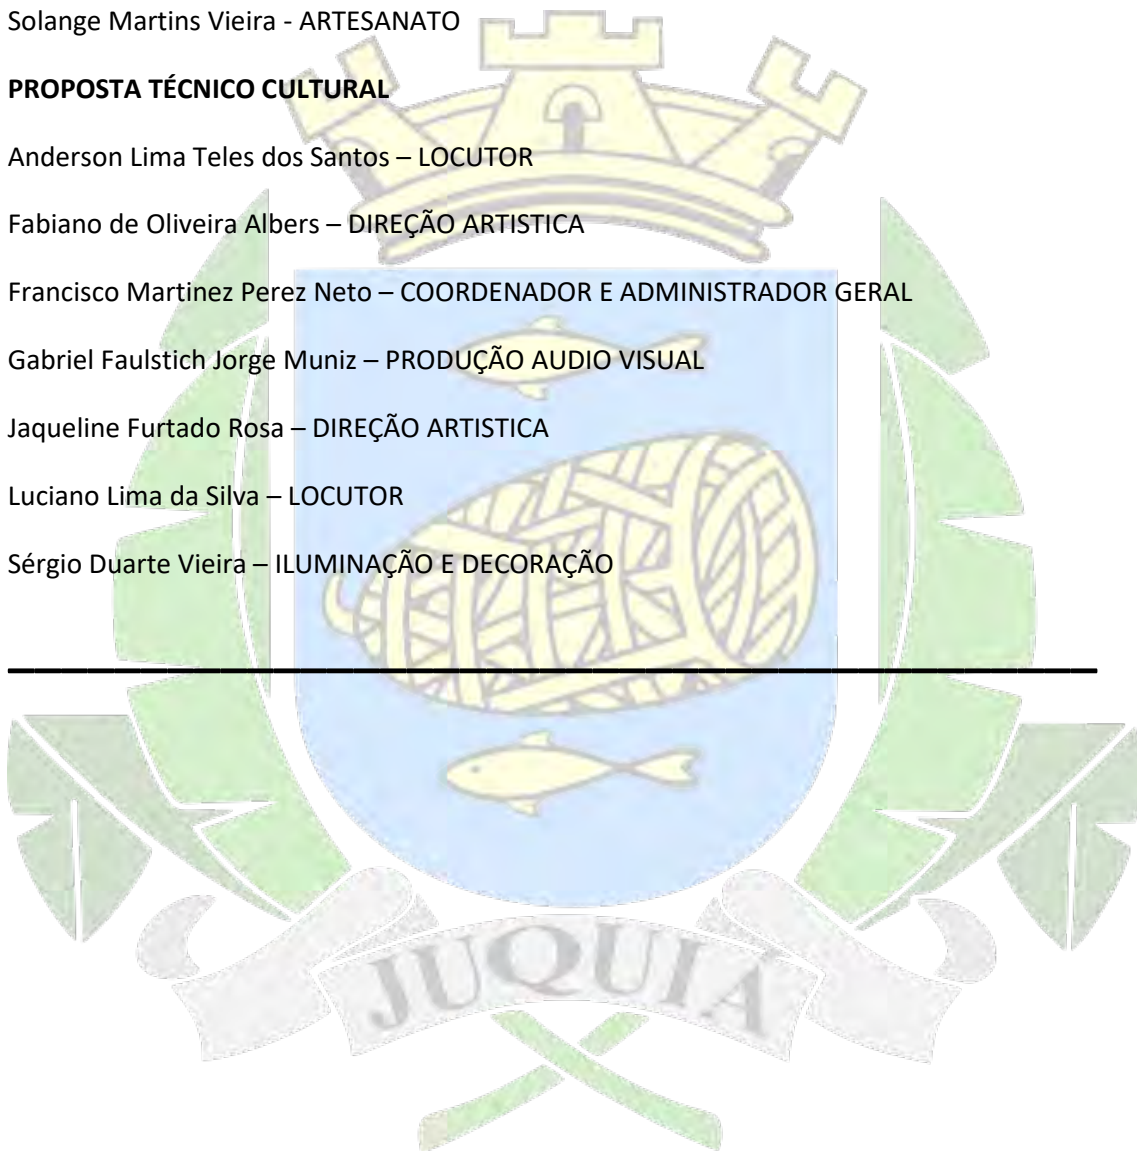 Solange Martins Vieira - ARTESANATO
PROPOSTA TÉCNICO CULTURAL
Anderson Lima Teles dos Santos – LOCUTOR
Fabiano de Oliveira Albers – DIREÇÃO ARTISTICA
Francisco Martinez Perez Neto – COORDENADOR E ADMINISTRADOR GERAL
Gabriel Faulstich Jorge Muniz – PRODUÇÃO AUDIO VISUAL
Jaqueline Furtado Rosa – DIREÇÃO ARTISTICA
Luciano Lima da Silva – LOCUTOR
Sérgio Duarte Vieira – ILUMINAÇÃO E DECORAÇÃO
JUQUIÁ